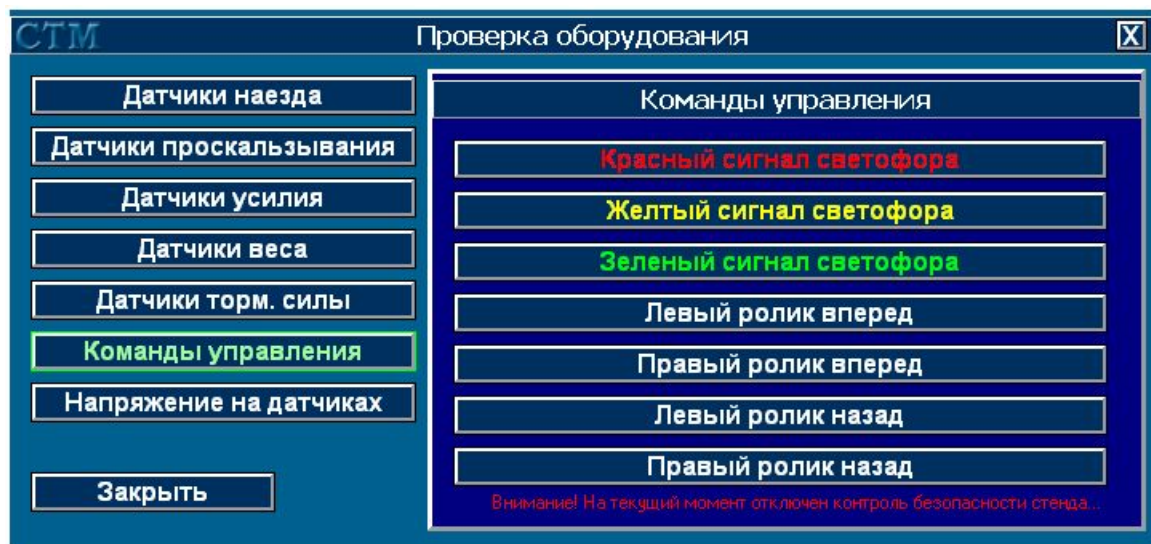 СТМ
Проверка оборудования
X
Датчики наезда
Датчики проскальзывания
Датчики усилия
Датчики веса
Датчики торм. силы
Команды управления
Напряжение на датчиках
Закрыть
Команды управления
Красный сигнал светофора
Желтый сигнал светофора
Зеленый сигнал светофора
Левый ролик вперед
Правый ролик вперед
Левый ролик назад
Правый ролик назад
Внимание! На текущий момент отключен контроль безопасности стенда...